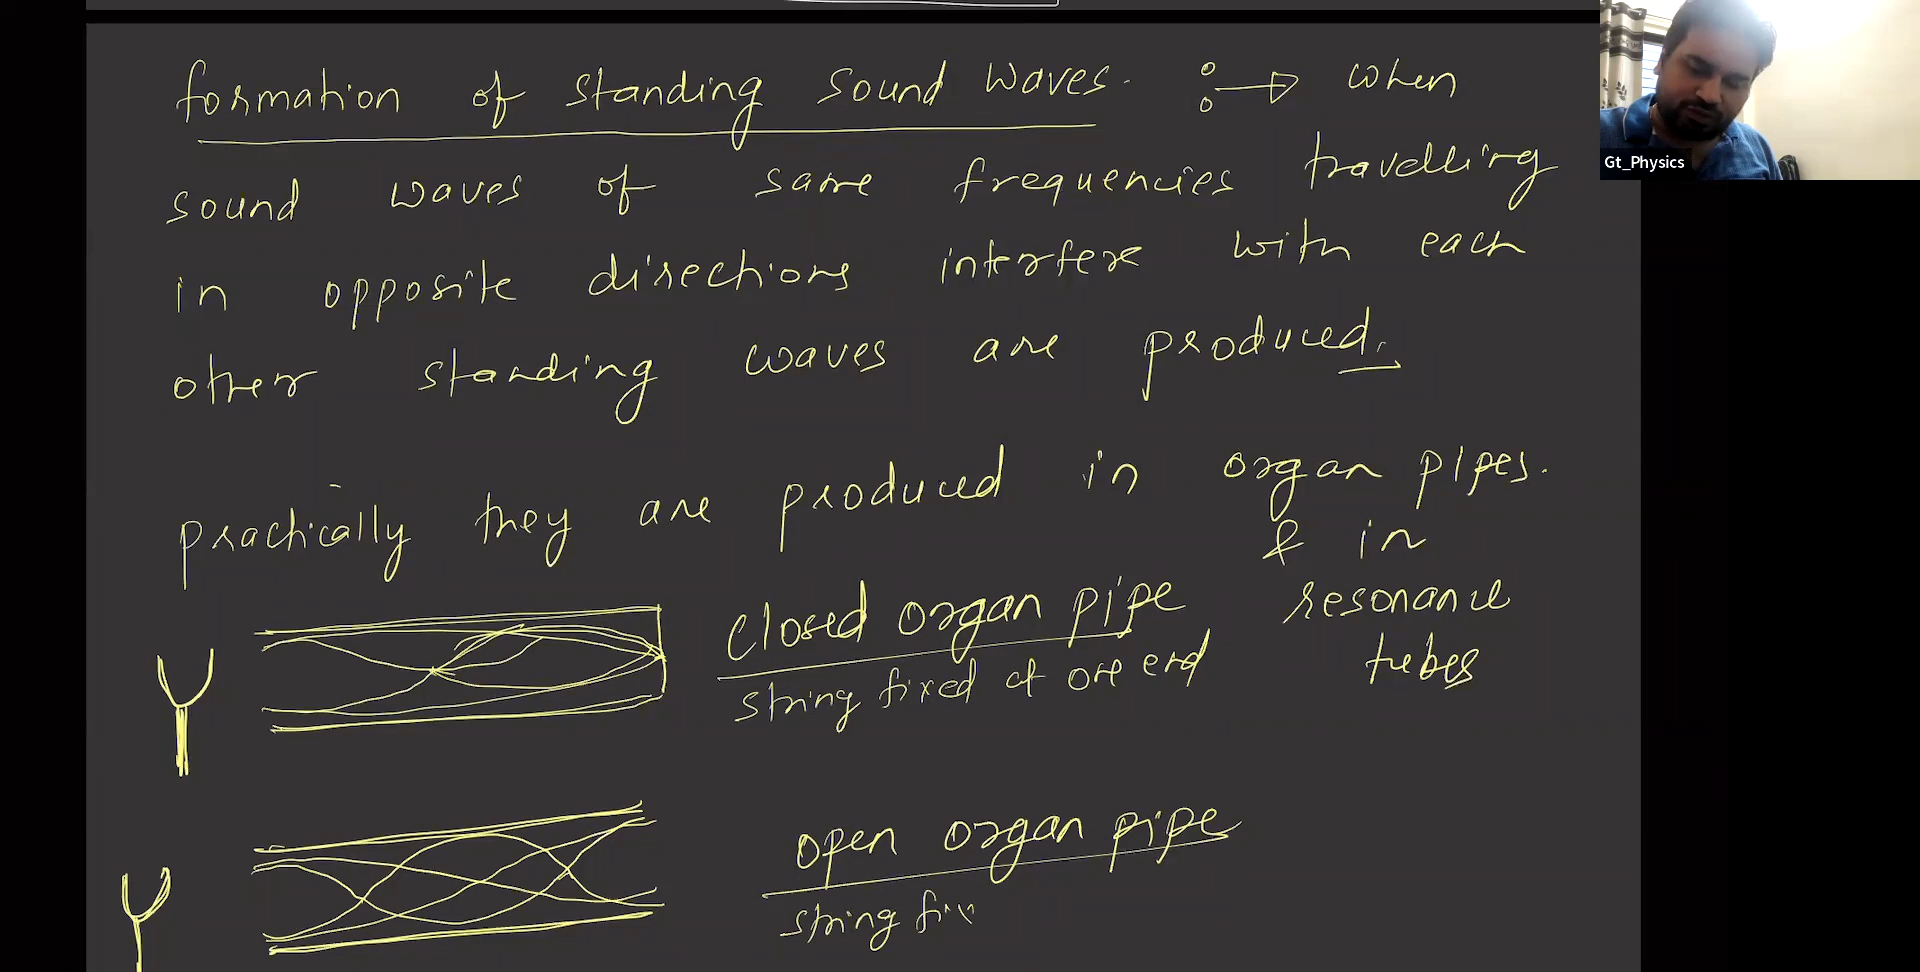 formation of standing sound waves. :→ when
sound waves of same frequencies travelling
in opposite directions interfere with each
other standing waves are produced.
practically they are produced in organ pipes.
& in
resonance
tubes
closed organ pipe
string fixed at one end
open organ pipe
string fix
Gt_Physics